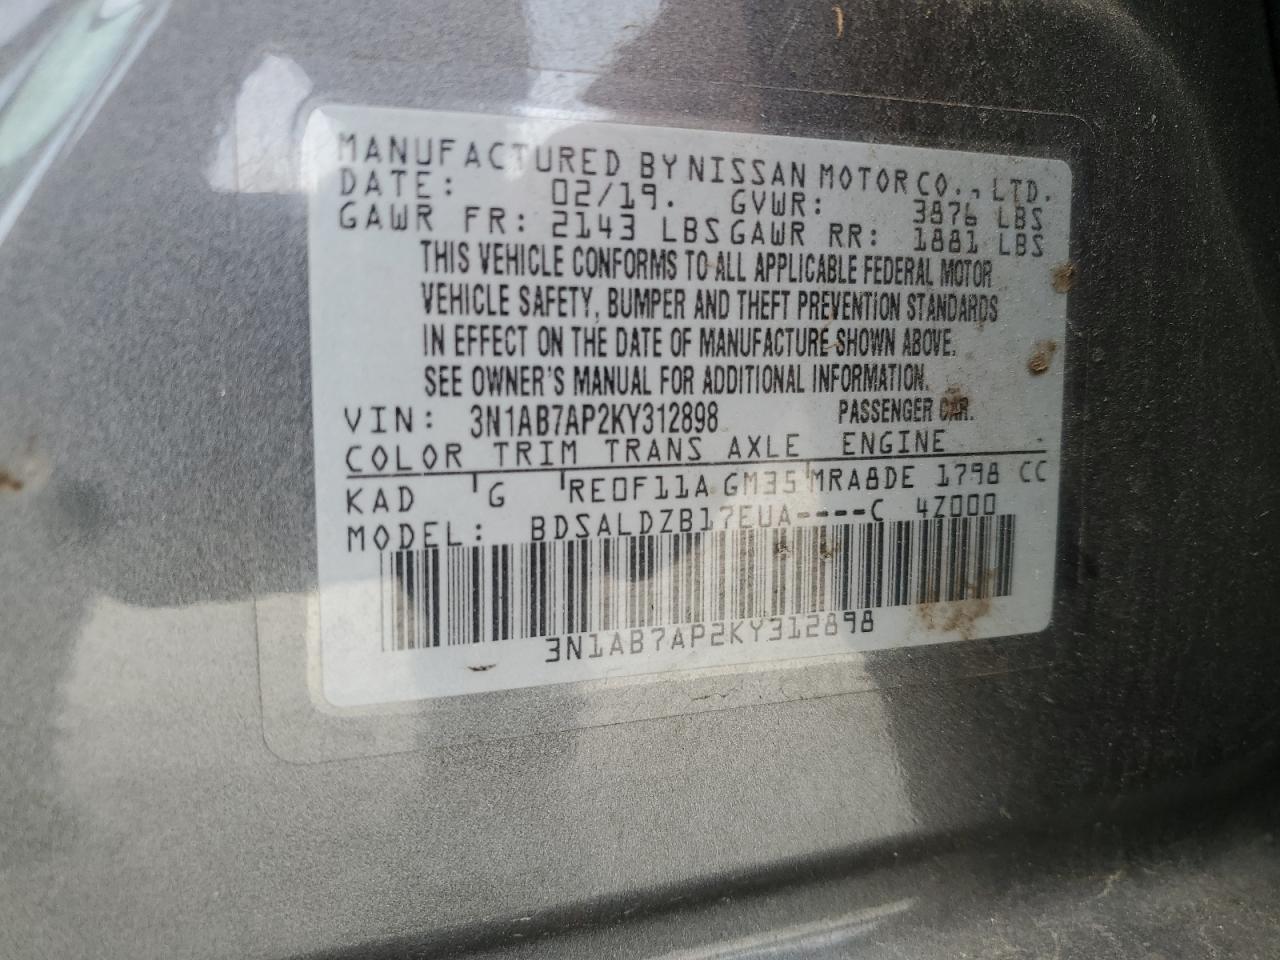 MANUFACTURED BY NISSAN MOTOR CO., LTD.
DATE: 02/19. GVWR: 3876 LBS
GAWR FR: 2143 LBS GAWR RR: 1881 LBS
THIS VEHICLE CONFORMS TO ALL APPLICABLE FEDERAL MOTOR
VEHICLE SAFETY, BUMPER AND THEFT PREVENTION STANDARDS
IN EFFECT ON THE DATE OF MANUFACTURE SHOWN ABOVE.
SEE OWNER'S MANUAL FOR ADDITIONAL INFORMATION.
VIN: 3N1AB7AP2KY312898 PASSENGER CAR.
COLOR TRIM TRANS AXLE ENGINE
KAD G RE0F11A GM35 MRA8DE 1798 CC
MODEL: BDSALDZB17EUA----C 4Z000
3N1AB7AP2KY312898